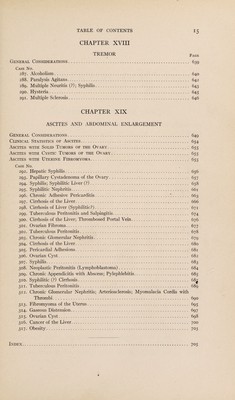 TABLE OF CONTENTS 13
CHAPTER XVIII
TREMOR
PAGE
GENERAL CONSIDERATIONS 639
CASE NO.
287. Alcoholism 640
288. Paralysis Agitans 641
289. Multiple Neuritis (?); Syphilis 643
290. Hysteria 645
291. Multiple Sclerosis 646
CHAPTER XIX
ASCITES AND ABDOMINAL ENLARGEMENT
GENERAL CONSIDERATIONS 649
CLINICAL STATISTICS OF ASCITES 654
ASCITES WITH SOLID TUMORS OF THE OVARY 655
ASCITES WITH CYSTIC TUMORS OF THE OVARY 655
ASCITES WITH UTERINE FIBROMYOMA 655
CASE NO.
292. Hepatic Syphilis 656
293. Papillary Cystadenoma of the Ovary 657
294. Syphilis; Syphilitic Liver (?) 658
295. Syphilitic Nephritis 661
296. Chronic Adhesive Pericarditis 663
297. Cirrhosis of the Liver 666
298. Cirrhosis of Liver (Syphilitic?) 671
299. Tuberculous Peritonitis and Salpingitis 674
300. Cirrhosis of the Liver; Thrombosed Portal Vein 676
301. Ovarian Fibroma 677
302. Tuberculous Peritonitis 678
303. Chronic Glomerular Nephritis 679
304. Cirrhosis of the Liver 680
305. Pericardial Adhesions 681
306. Ovarian Cyst 682
307. Syphilis 683
308. Neoplastic Peritonitis (Lymphoblastoma) 684
309. Chronic Appendicitis with Abscess; Pylephlebitis 685
310. Syphilitic (?) Cirrhosis
311. Tuberculous Peritonitis 689
312. Chronic Glomerular Nephritis; Arteriosclerosis; Myomalacia Cordis with
Thrombi 690
313. Fibromyoma of the Uterus 695
314. Gaseous Distension 697
315. Ovarian Cyst 698
316. Cancer of the Liver 700
317. Obesity 703
INDEX 705